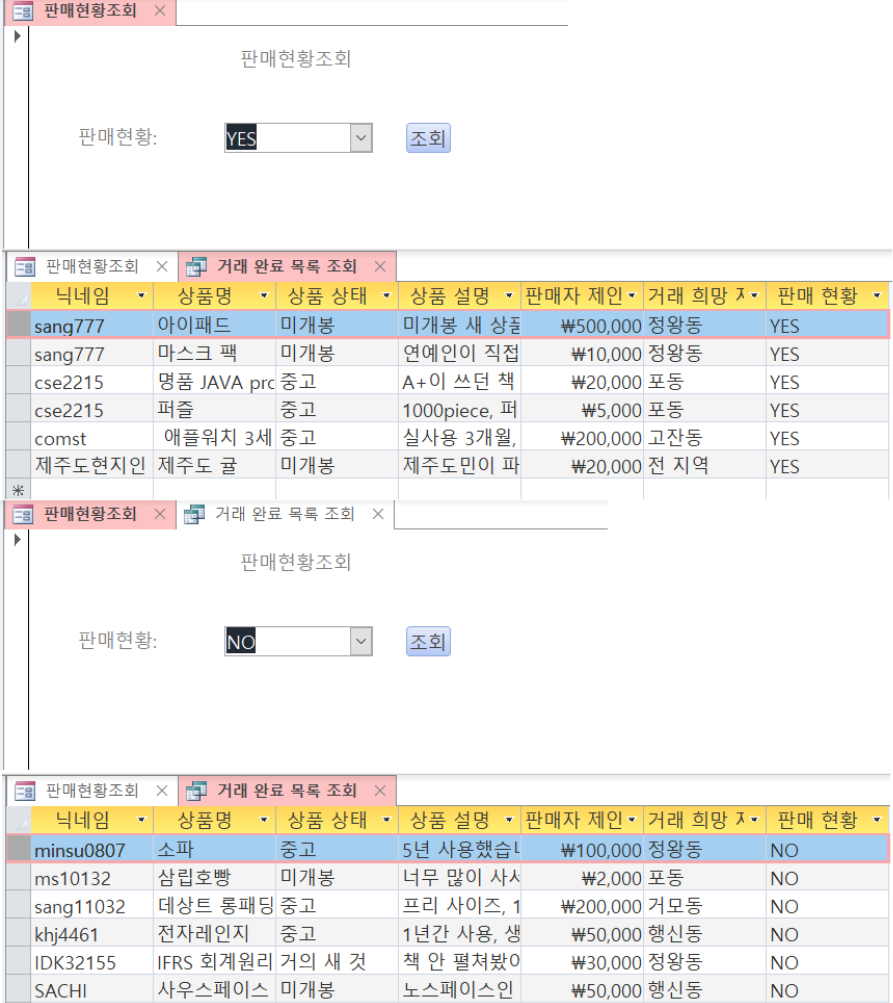 판매현황조회
판매현황조회
판매현황: YES 조회
판매현황조회 거래 완료 목록 조회
닉네임 상품명 상품 상태 상품 설명 판매자 제인 거래 희망 판매 현황
sang777 아이패드 미개봉 미개봉 새 상품 ₩500,000 정왕동 YES
sang777 마스크 팩 미개봉 연예인이 직접 ₩10,000 정왕동 YES
cse2215 명품 JAVA pro 중고 A+이 쓰던 책 ₩20,000 포동 YES
cse2215 퍼즐 중고 1000piece, 퍼 ₩5,000 포동 YES
comst 애플워치 3세 중고 실사용 3개월, ₩200,000 고잔동 YES
제주도현지인 제주도 귤 미개봉 제주도민이 파 ₩20,000 전 지역 YES
판매현황조회 거래 완료 목록 조회
판매현황조회
판매현황: NO 조회
판매현황조회 거래 완료 목록 조회
닉네임 상품명 상품 상태 상품 설명 판매자 제인 거래 희망 판매 현황
minsu0807 소파 중고 5년 사용했습니 ₩100,000 정왕동 NO
ms10132 삼립호빵 미개봉 너무 많이 사서 ₩2,000 포동 NO
sang11032 데상트 롱패딩 중고 프리 사이즈, 1 ₩200,000 거모동 NO
khj4461 전자레인지 중고 1년간 사용, 생 ₩50,000 행신동 NO
IDK32155 IFRS 회계원리 거의 새 것 책 안 펼쳐봤어 ₩30,000 정왕동 NO
SACHI 사우스페이스 미개봉 노스페이스인 ₩50,000 행신동 NO